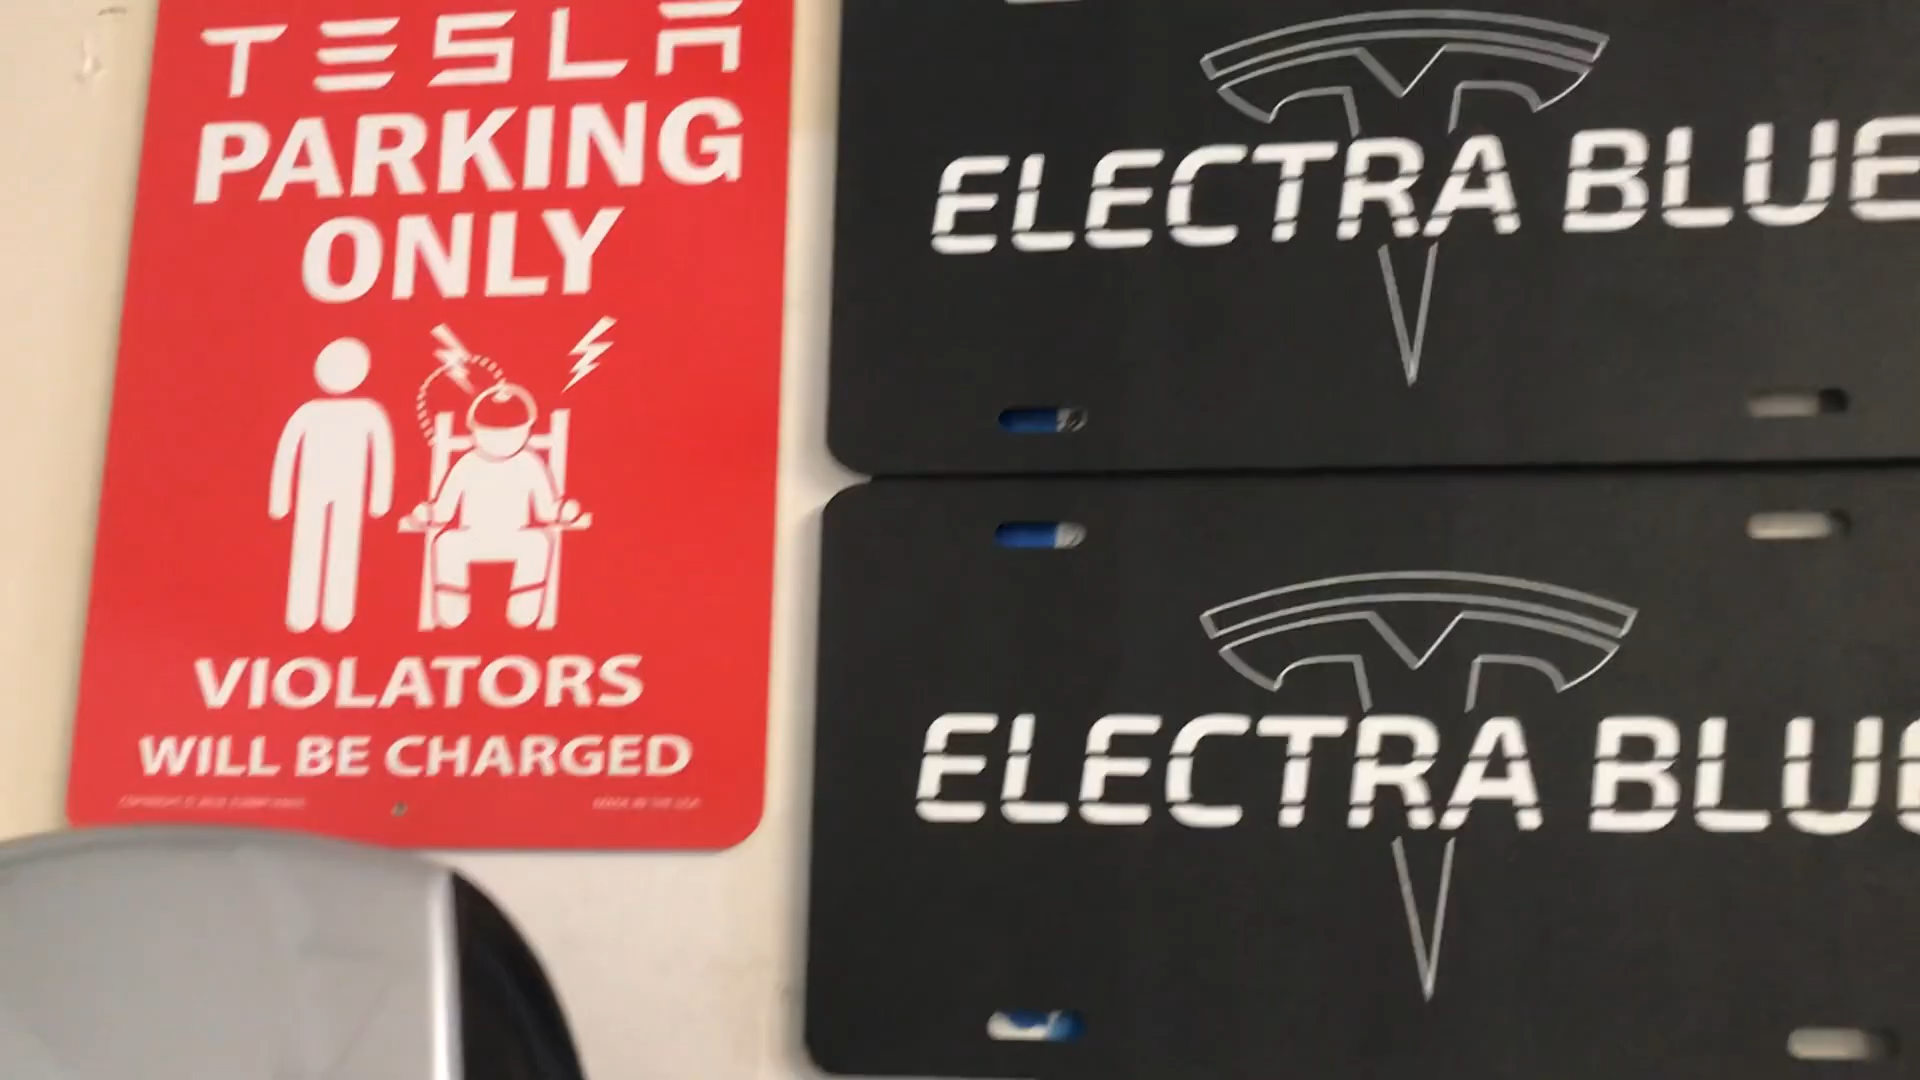 TESLA
PARKING
ONLY
VIOLATORS
WILL BE CHARGED
ELECTRA BLUE
ELECTRA BLUE